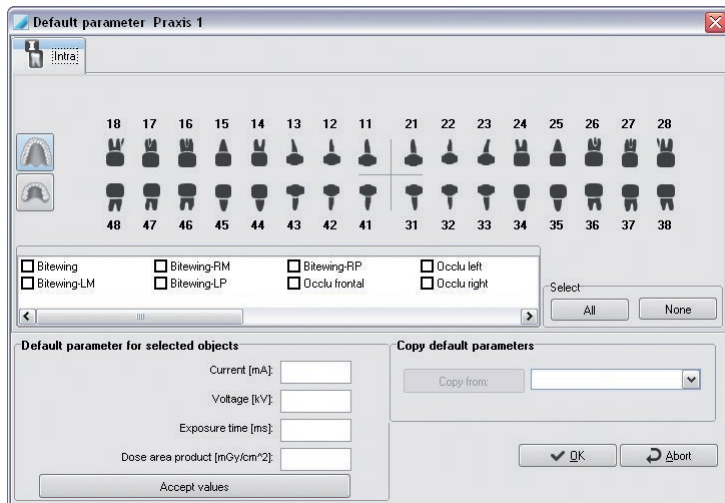 Default parameter Praxis 1
Intra
18 17 16 15 14 13 12 11 21 22 23 24 25 26 27 28
48 47 46 45 44 43 42 41 31 32 33 34 35 36 37 38
Bitewing Bitewing-RM Bitewing-RP Occlu left
Bitewing-LM Bitewing-LP Occlu frontal Occlu right
Select
All None
Default parameter for selected objects
Current [mA]:
Voltage [kV]:
Exposure time [ms]:
Dose area product [mGy/cm^2]:
Accept values
Copy default parameters
Copy from:
OK Abort